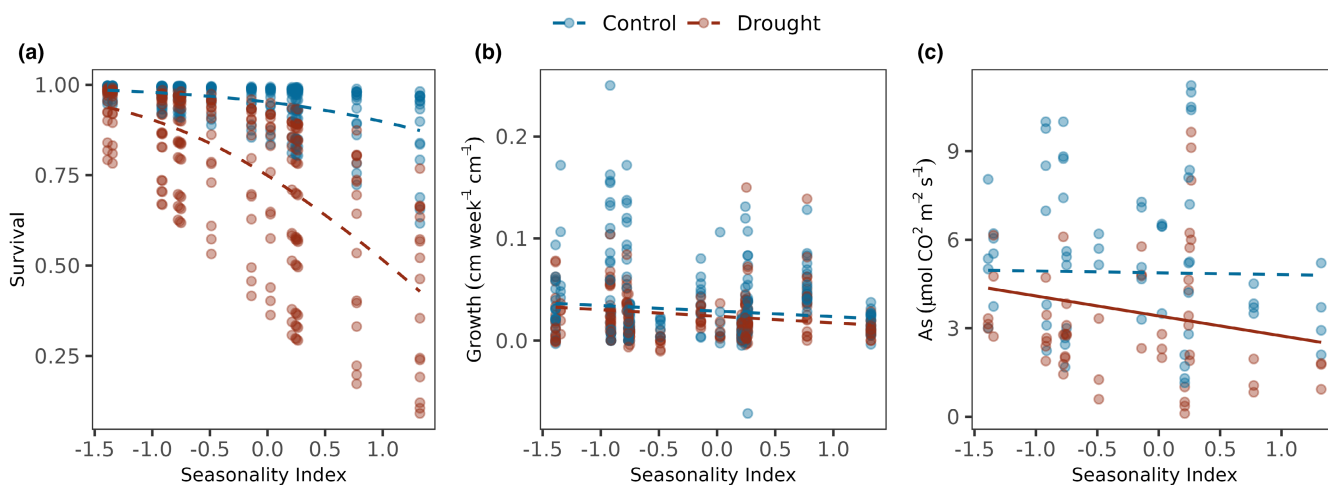 Control Drought
(a) (b) (c)
Survival
1.00
0.75
0.50
0.25
-1.5 -1.0 -0.5 0.0 0.5 1.0
Seasonality Index
Growth (cm week⁻¹ cm⁻¹)
0.2
0.1
0.0
-1.5 -1.0 -0.5 0.0 0.5 1.0
Seasonality Index
As (μmol CO² m⁻² s⁻¹)
9
6
3
0
-1.5 -1.0 -0.5 0.0 0.5 1.0
Seasonality Index